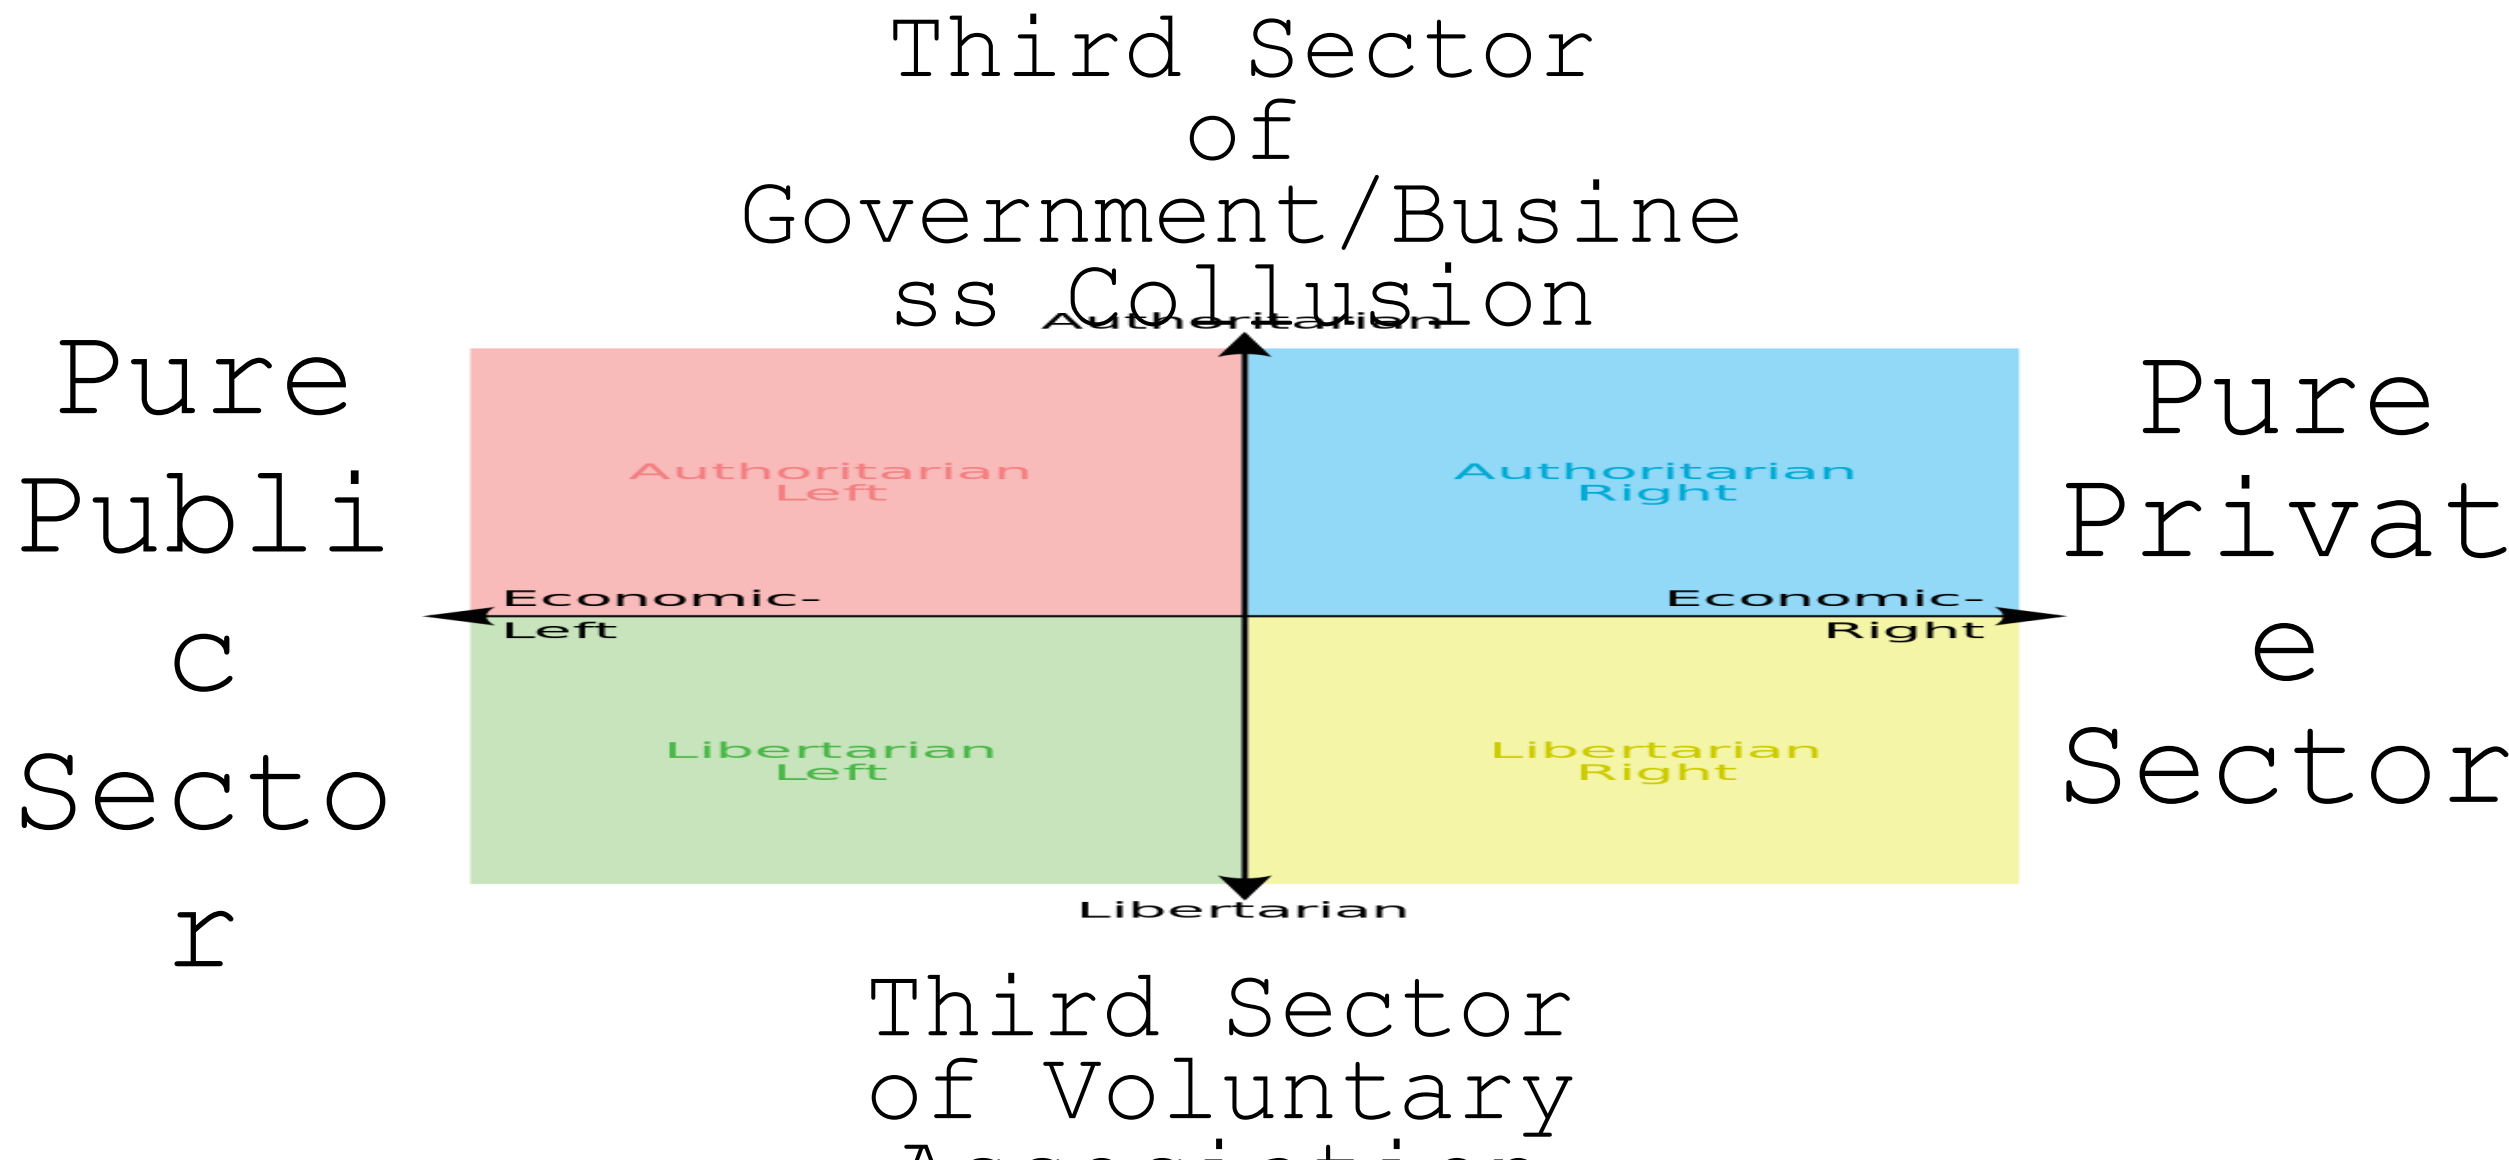 Third Sector
of
Government/Busine
ss Collusion
Authoritarian
Pure
Publi
c
Secto
r
Authoritarian
Left
Authoritarian
Right
Economic-
Left
Economic-
Right
Libertarian
Left
Libertarian
Right
Libertarian
Pure
Privat
e
Sector
Third Sector
of Voluntary